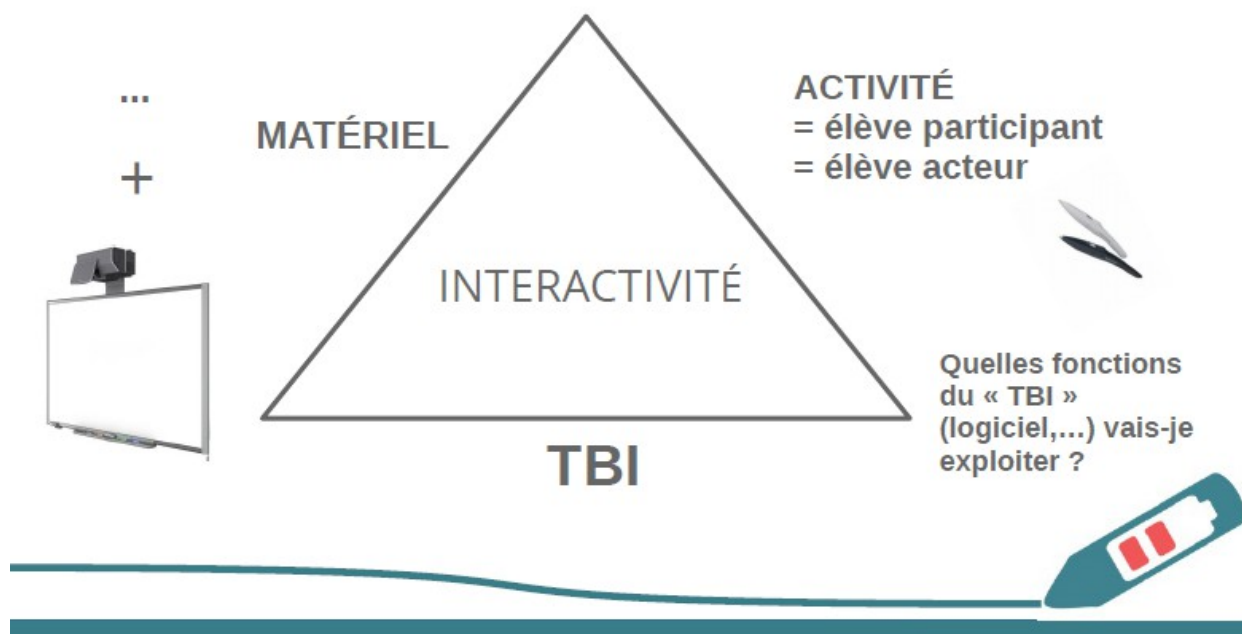 ...
+
MATÉRIEL
ACTIVITÉ
= élève participant
= élève acteur
INTERACTIVITÉ
Quelles fonctions
du « TBI »
(logiciel,...) vais-je
exploiter ?
TBI